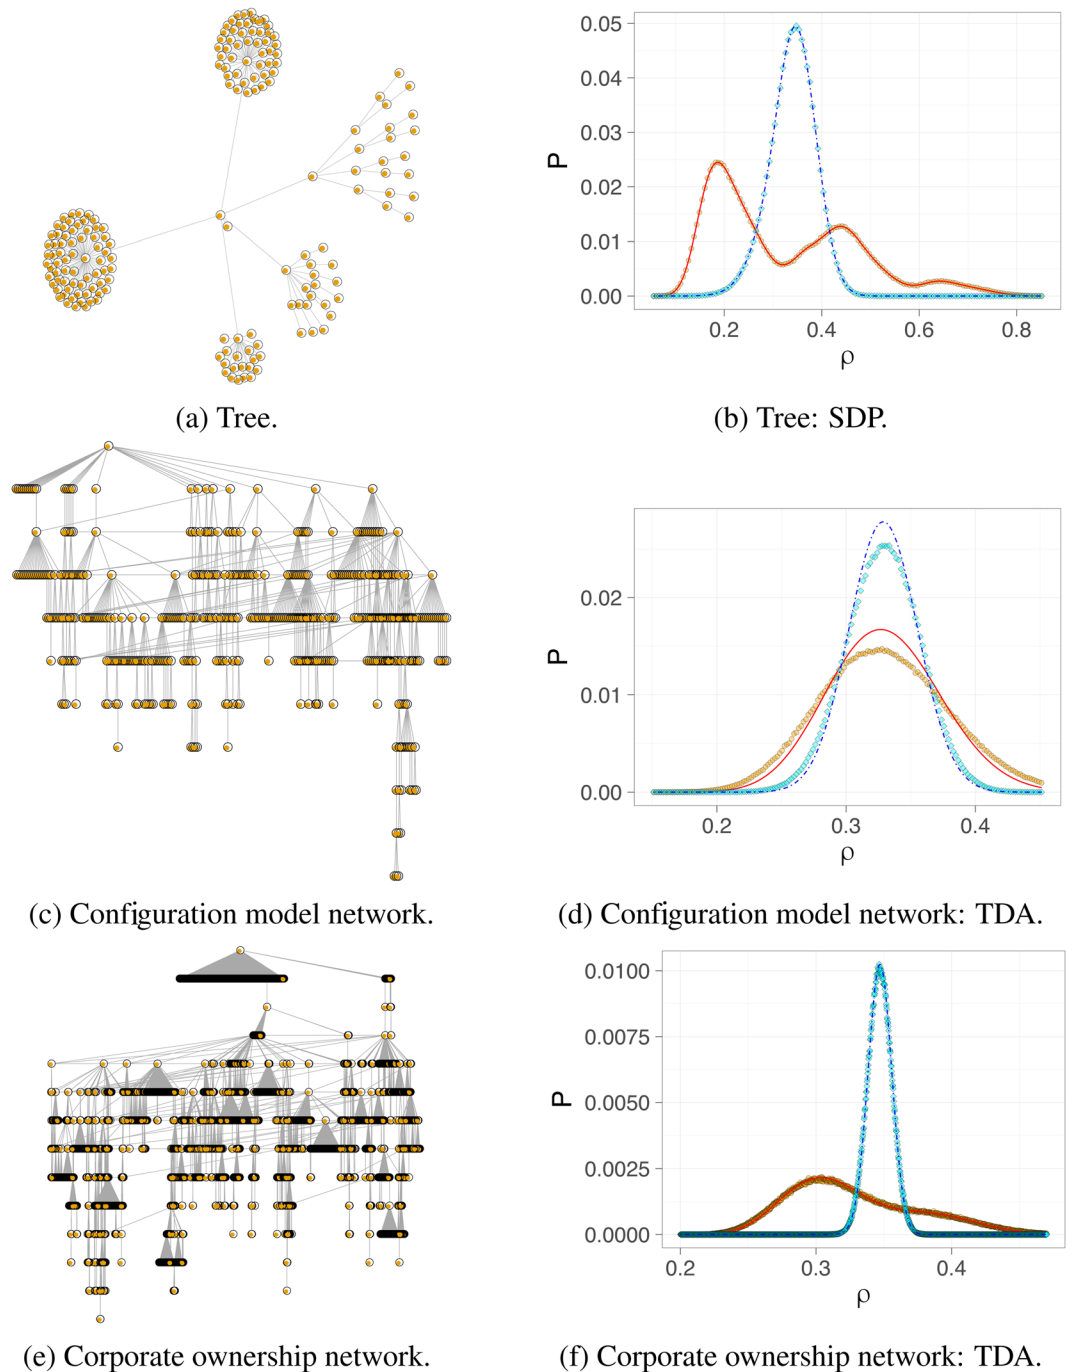 0.05
0.04
0.03
0.02
0.01
0.00
P
0.2 0.4 0.6 0.8
ρ
(a) Tree.
(b) Tree: SDP.
0.02
0.01
0.00
P
0.2 0.3 0.4
ρ
(c) Configuration model network.
(d) Configuration model network: TDA.
0.0100
0.0075
0.0050
0.0025
0.0000
P
0.2 0.3 0.4
ρ
(e) Corporate ownership network.
(f) Corporate ownership network: TDA.